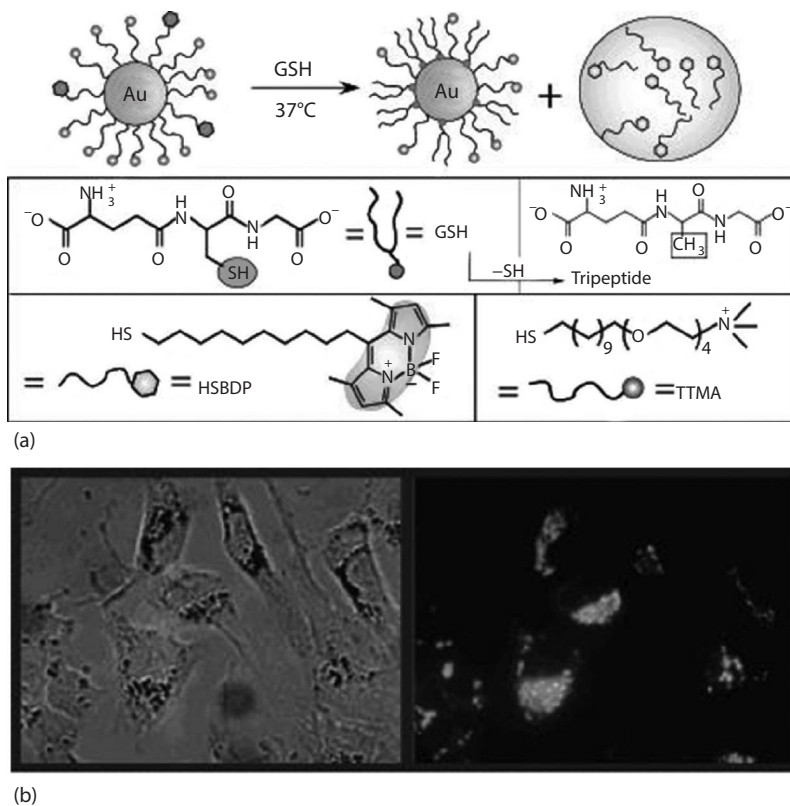 Au
GSH
37°C
Au
+
NH3+
O
O
−O
N
H
H
N
O
O−
O
SH
=
=
GSH
−SH
Tripeptide
NH3+
O
O
−O
N
H
H
N
O
O−
O
CH3
HS
N
N+
B
−
F
F
=
=
HSBDP
HS
9
O
4
N+
=
=
TTMA
(a)
(b)